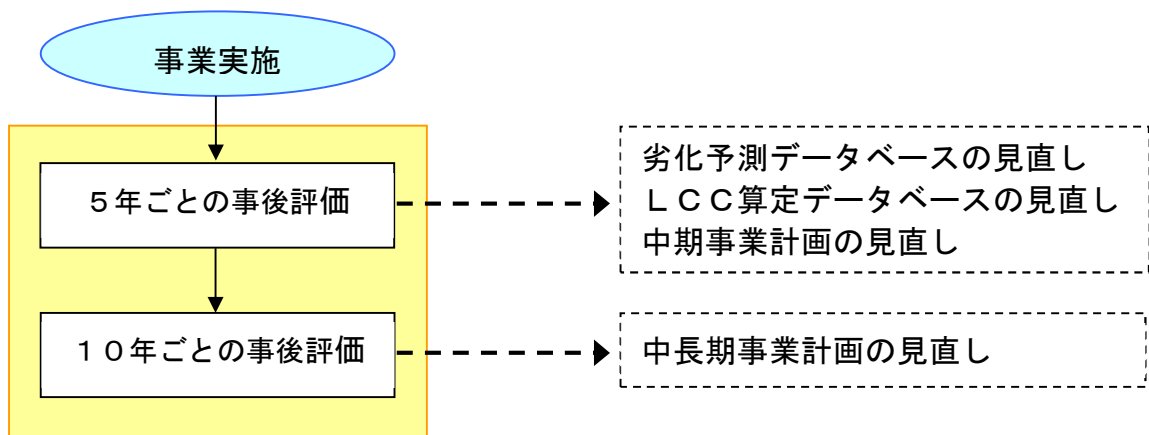 事業実施
5年ごとの事後評価
劣化予測データベースの見直し
LCC算定データベースの見直し
中期事業計画の見直し
10年ごとの事後評価
中長期事業計画の見直し